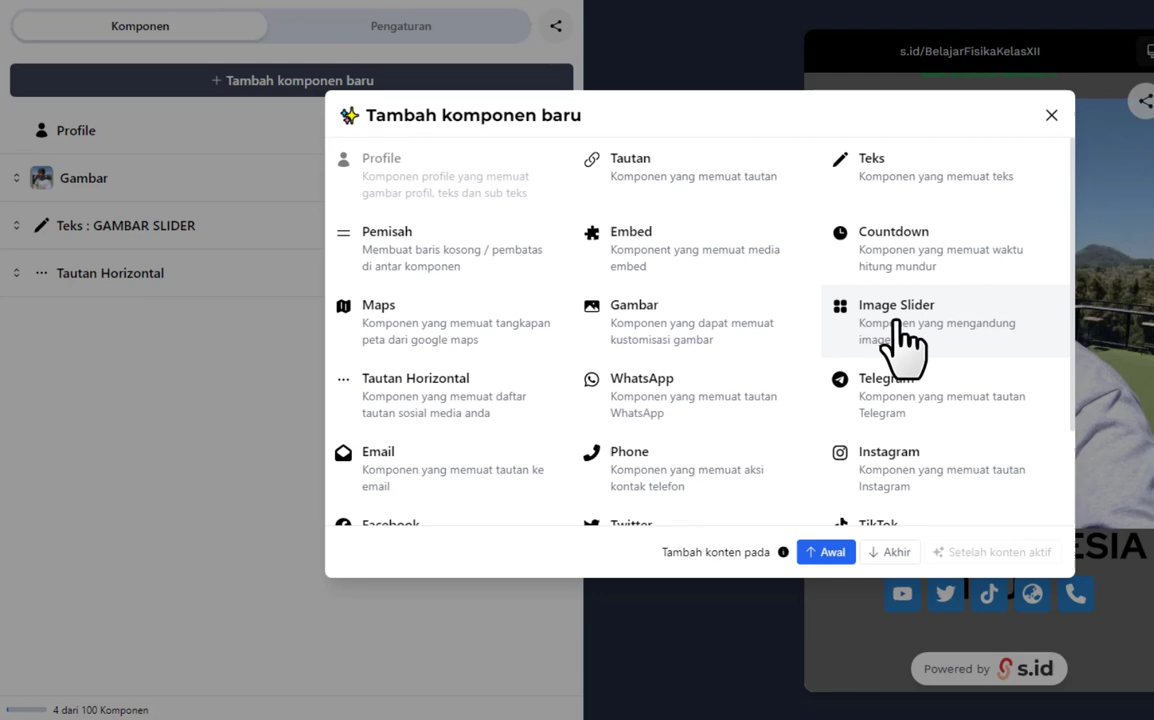 Komponen
Pengaturan
+ Tambah komponen baru
s.id/BelajarFisikaKelasXII
Profile
Gambar
Teks : GAMBAR SLIDER
Tautan Horizontal
Tambah komponen baru
Profile
Komponen profile yang memuat
gambar profil, teks dan sub teks
Tautan
Komponen yang memuat tautan
Teks
Komponen yang memuat teks
Pemisah
Membuat baris kosong / pembatas
di antar komponen
Embed
Komponent yang memuat media
embed
Countdown
Komponen yang memuat waktu
hitung mundur
Maps
Komponen yang memuat tangkapan
peta dari google maps
Gambar
Komponen yang dapat memuat
kustomisasi gambar
Image Slider
yang mengandung
Tautan Horizontal
Komponen yang memuat daftar
tautan sosial media anda
WhatsApp
Komponen yang memuat tautan
WhatsApp
Telegram
Komponen yang memuat tautan
Telegram
Email
Komponen yang memuat tautan ke
email
Phone
Komponen yang memuat aksi
kontak telefon
Instagram
Komponen yang memuat tautan
Instagram
Facebook
Twitter
TikTok
Tambah konten pada
Awal
Akhir
Setelah konten aktif
ESIA
Powered by s.id
4 dari 100 Komponen